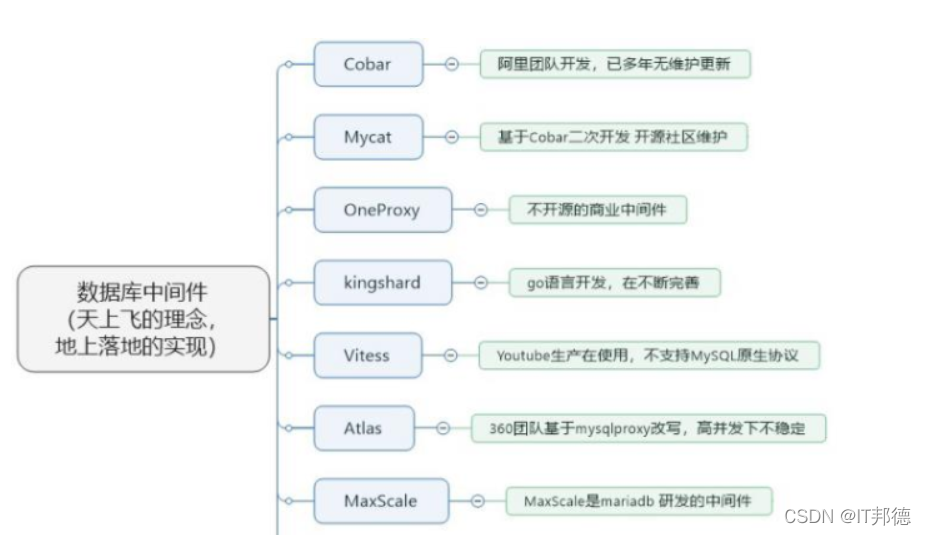 Cobar
阿里团队开发，已多年无维护更新
Mycat
基于Cobar二次开发 开源社区维护
OneProxy
不开源的商业中间件
kingshard
go语言开发，在不断完善
数据库中间件
（天上飞的理念，
地上落地的实现）
Vitess
Youtube生产在使用，不支持MySQL原生协议
Atlas
360团队基于mysqlproxy改写，高并发下不稳定
MaxScale
MaxScale是mariadb 研发的中间件
CSDN @IT邦德